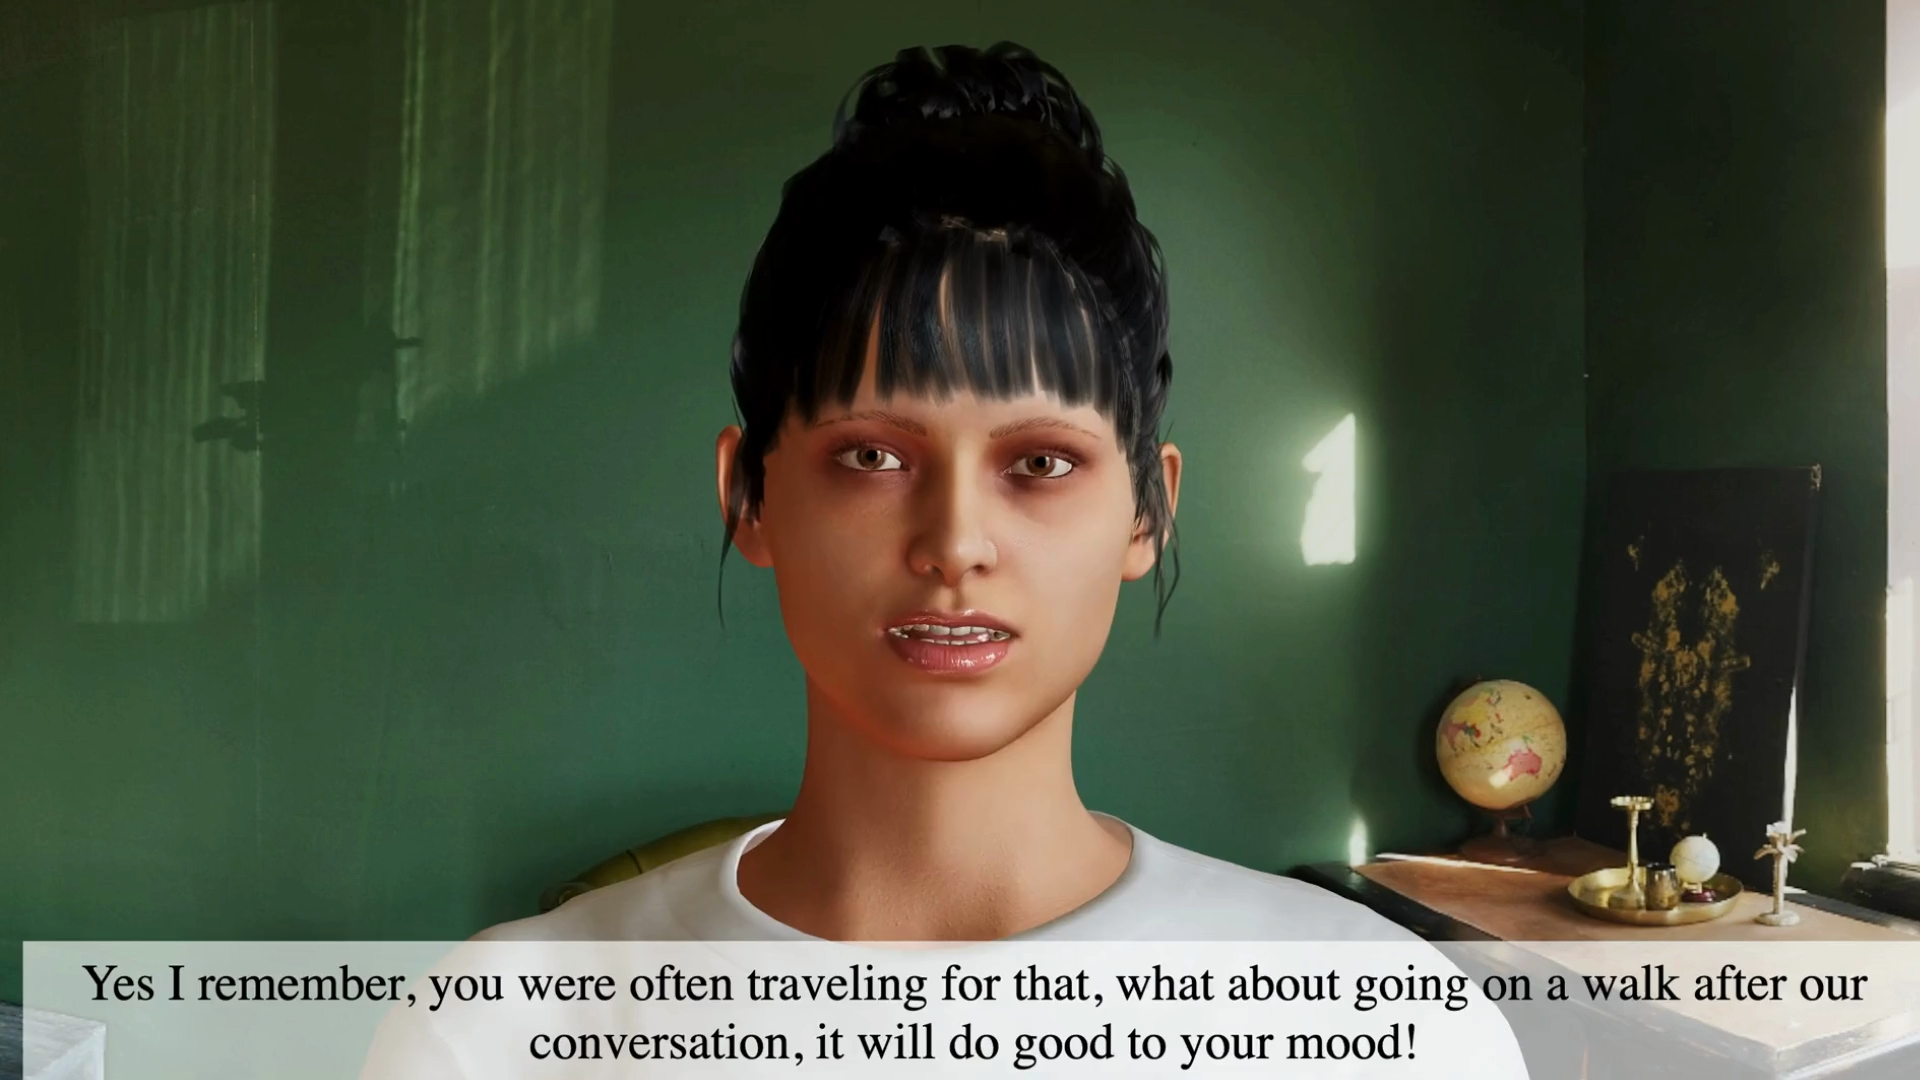 Yes I remember, you were often traveling for that, what about going on a walk after our
conversation, it will do good to your mood!